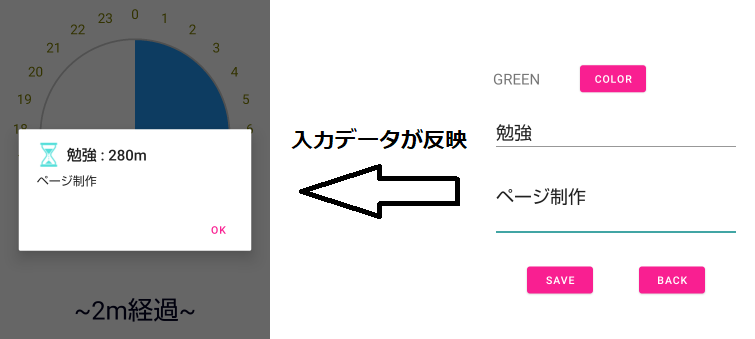 23 0 1
22 2
21 3
20 4
19 5
18 6
勉強 : 280m
ページ制作
OK
~2m経過~
入力データが反映
GREEN COLOR
勉強
ページ制作
SAVE BACK